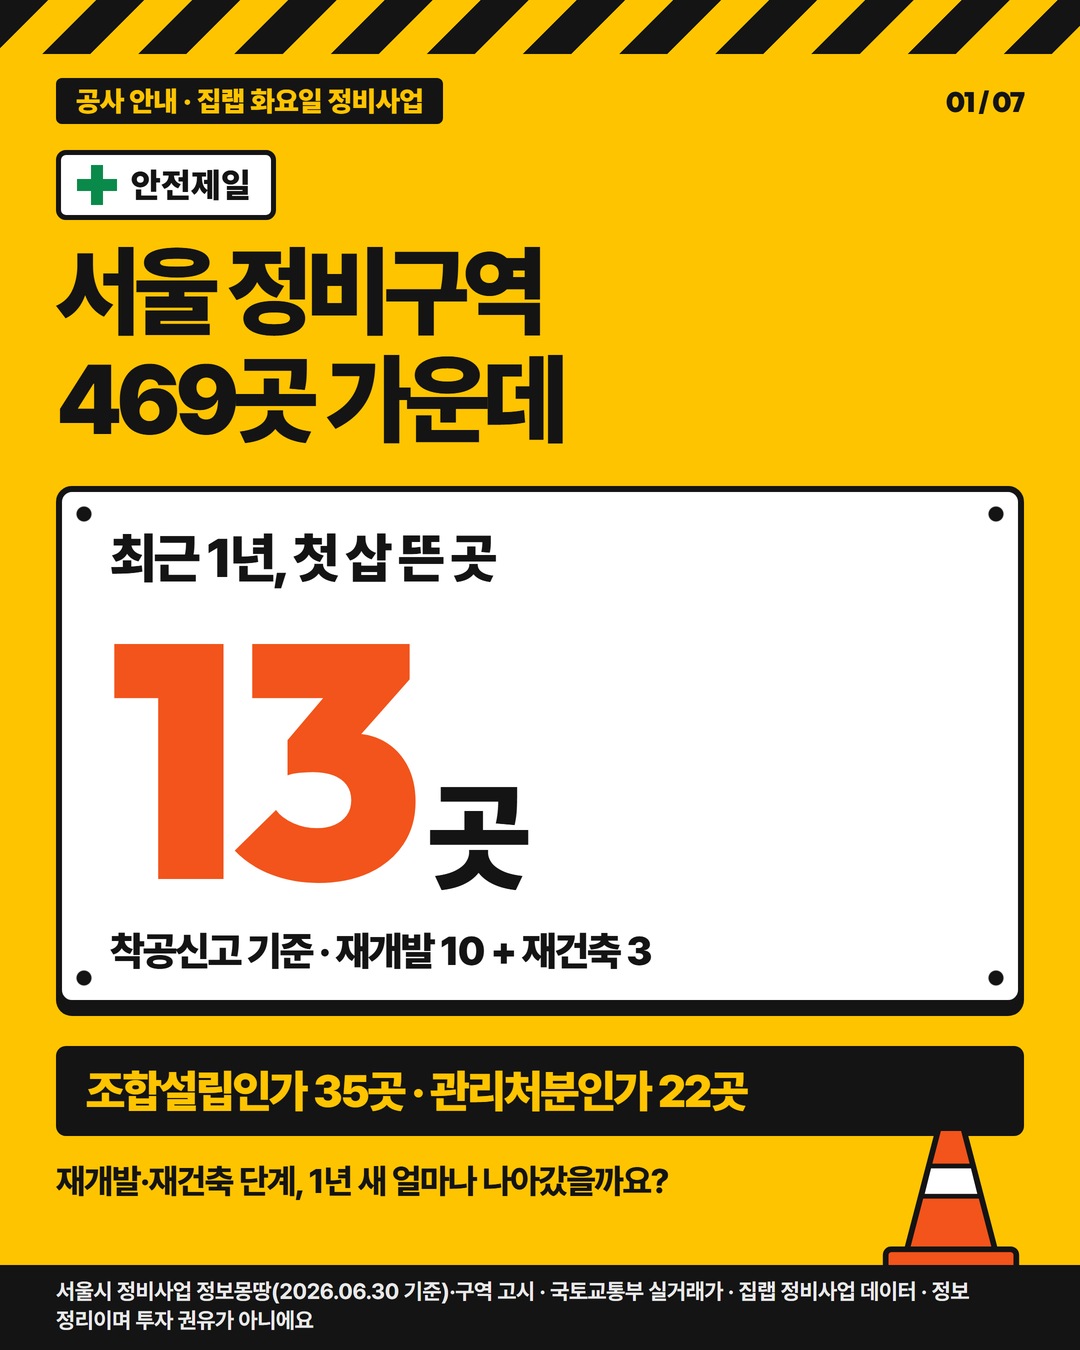 공사 안내 · 집랩 화요일 정비사업
01 / 07
안전제일
서울 정비구역
469곳 가운데
최근 1년, 첫 삽 뜬 곳
13곳
착공신고 기준 · 재개발 10 + 재건축 3
조합설립인가 35곳 · 관리처분인가 22곳
재개발·재건축 단계, 1년 새 얼마나 나아갔을까요?
서울시 정비사업 정보몽땅(2026.06.30 기준)·구역 고시 · 국토교통부 실거래가 · 집랩 정비사업 데이터 · 정보
정리이며 투자 권유가 아니에요